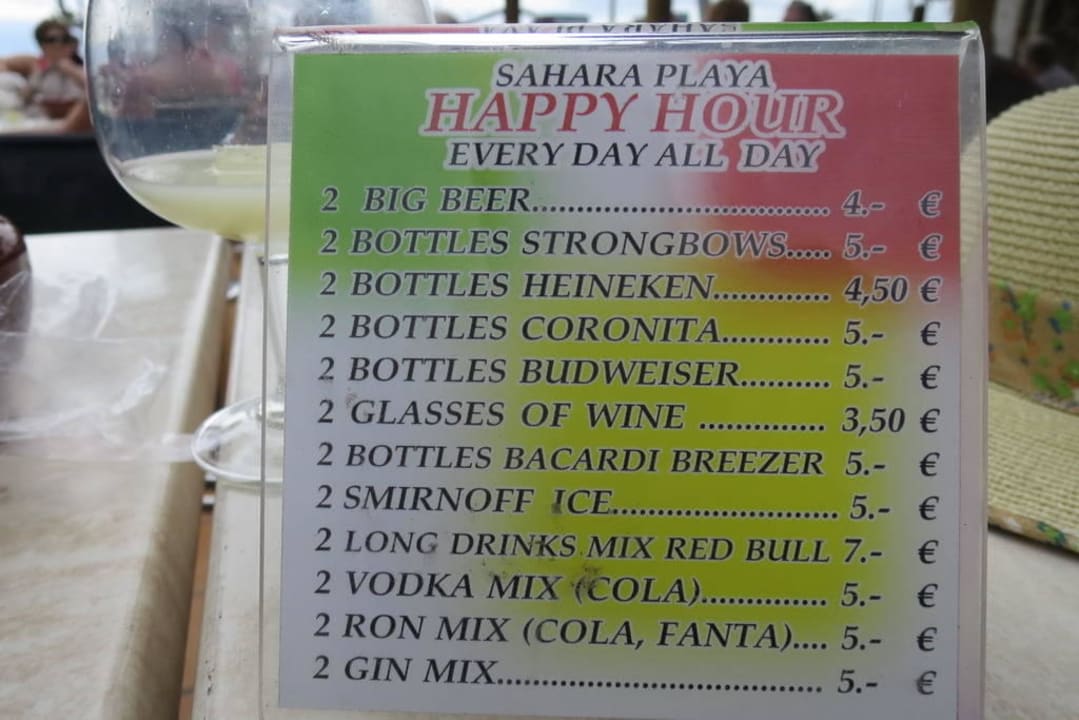 SAHARA PLAYA
HAPPY HOUR
EVERY DAY ALL DAY
2 BIG BEER.................................... 4.- €
2 BOTTLES STRONGBOWS..... 5.- €
2 BOTTLES HEINEKEN............. 4,50 €
2 BOTTLES CORONITA............ 5.- €
2 BOTTLES BUDWEISER.......... 5.- €
2 GLASSES OF WINE .............. 3,50 €
2 BOTTLES BACARDI BREEZER 5.- €
2 SMIRNOFF ICE......................... 5.- €
2 LONG DRINKS MIX RED BULL 7.- €
2 VODKA MIX (COLA).............. 5.- €
2 RON MIX (COLA, FANTA).... 5.- €
2 GIN MIX.................................... 5.- €